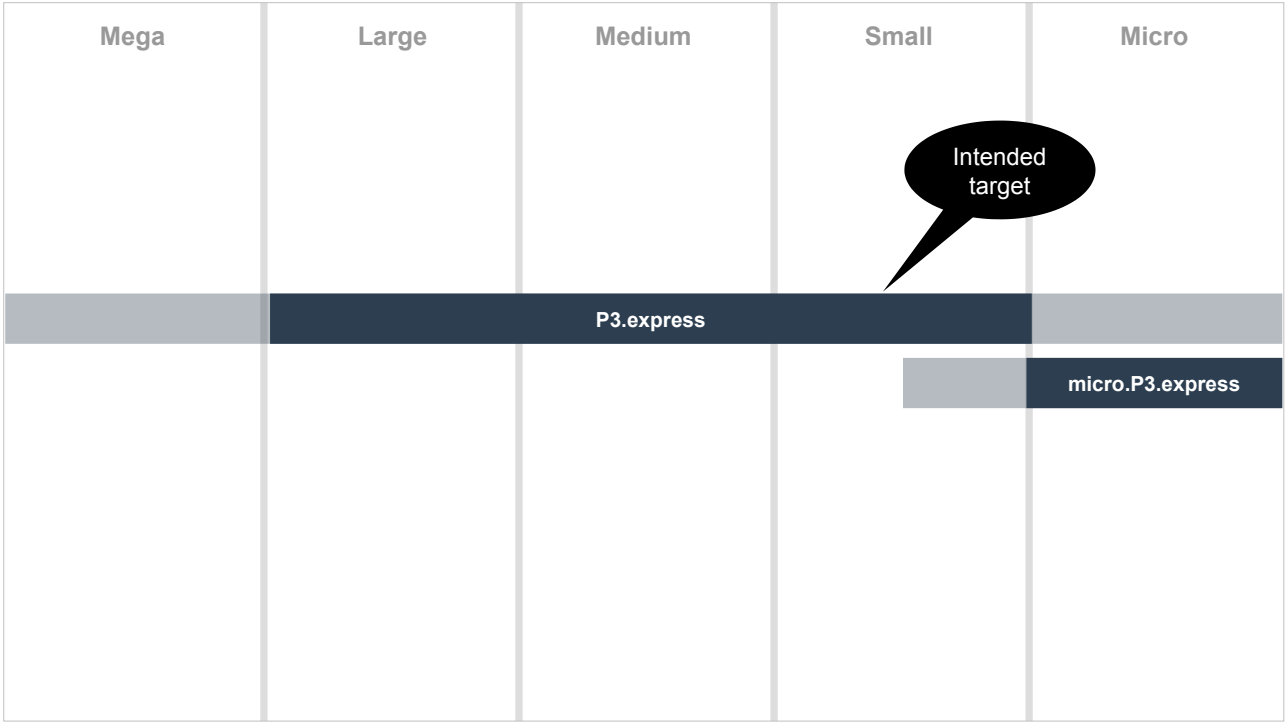 Mega
Large
Medium
Small
Micro
Intended
target
P3.express
micro.P3.express